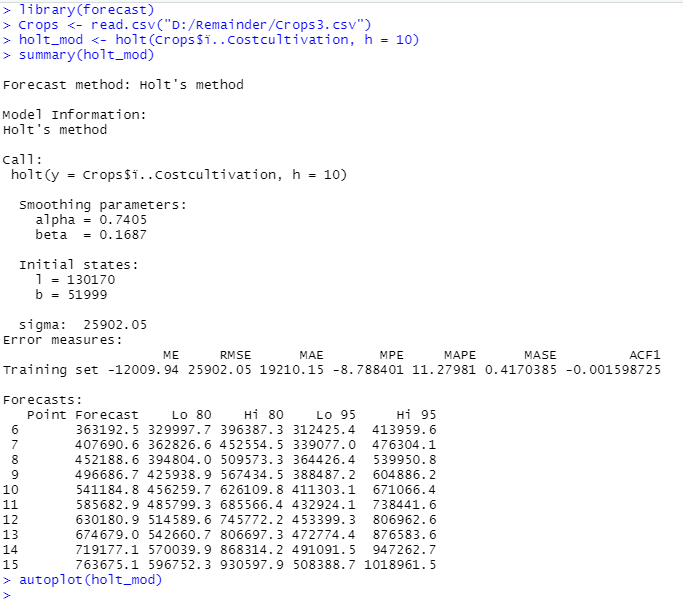 > library(forecast)
> Crops <- read.csv("D:/Remainder/Crops3.csv")
> holt_mod <- holt(Crops$ï..Costcultivation, h = 10)
> summary(holt_mod)
Forecast method: Holt's method
Model Information:
Holt's method
Call:
holt(y = Crops$ï..Costcultivation, h = 10)
Smoothing parameters:
alpha = 0.7405
beta  = 0.1687
Initial states:
l = 130170
b = 51999
sigma:  25902.05
Error measures:
ME RMSE MAE MPE MAPE MASE ACF1
Training set -12009.94 25902.05 19210.15 -8.788401 11.27981 0.4170385 -0.001598725
Forecasts:
Point Forecast Lo 80 Hi 80 Lo 95 Hi 95
6 363192.5 329997.7 396387.3 312425.4 413959.6
7 407690.6 362826.6 452554.5 339077.0 476304.1
8 452188.6 394804.0 509573.3 364426.4 539950.8
9 496686.7 425938.9 567434.5 388487.2 604886.2
10 541184.8 456259.7 626109.8 411303.1 671066.4
11 585682.9 485799.3 685566.4 432924.1 738441.6
12 630180.9 514589.6 745772.2 453399.3 806962.6
13 674679.0 542660.7 806697.3 472774.4 876583.6
14 719177.1 570039.9 868314.2 491091.5 947262.7
15 763675.1 596752.3 930597.9 508388.7 1018961.5
> autoplot(holt_mod)
>